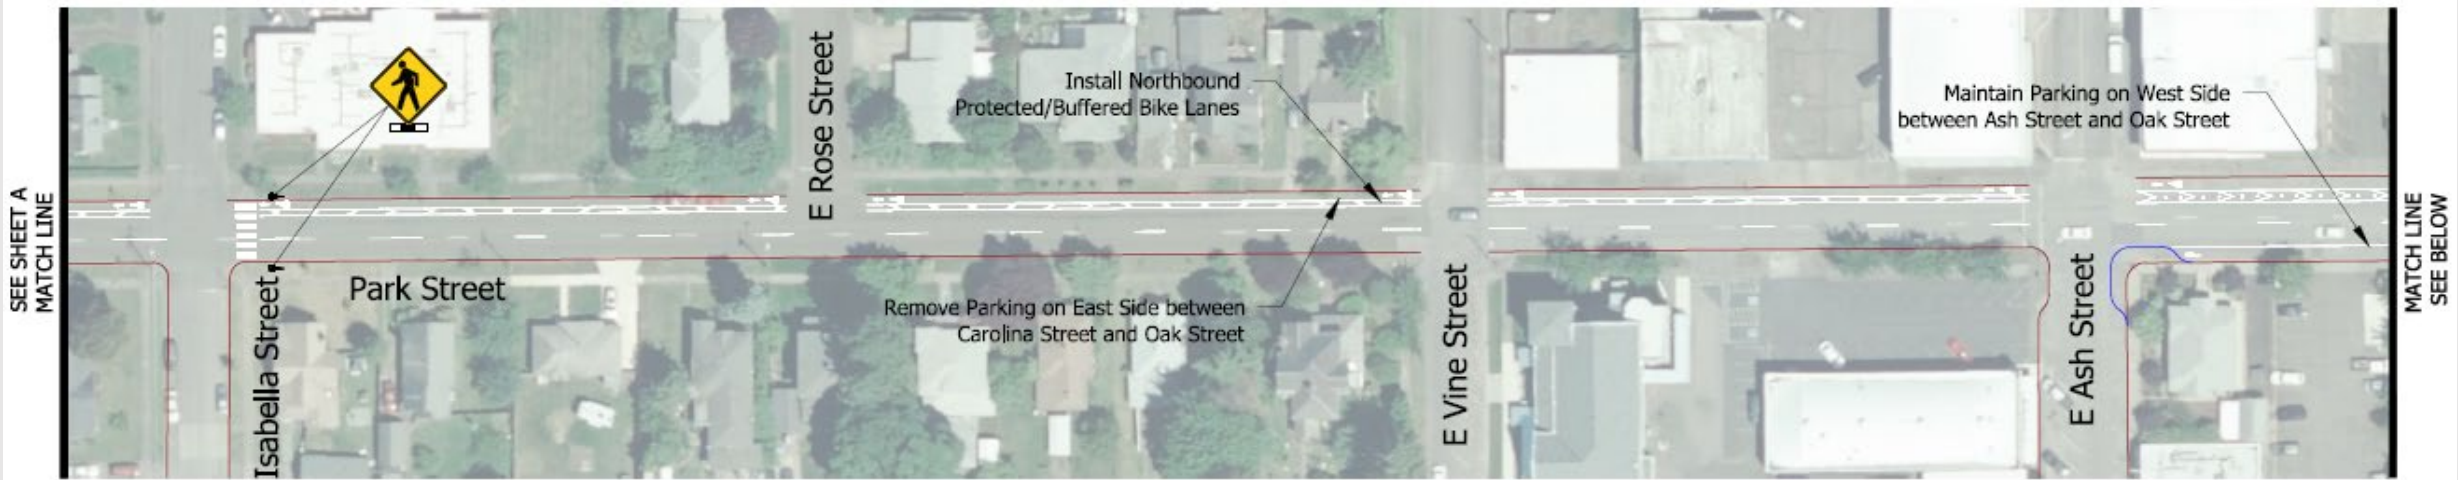 SEE SHEET A
MATCH LINE
Isabella Street
Park Street
E Rose Street
Install Northbound
Protected/Buffered Bike Lanes
Remove Parking on East Side between
Carolina Street and Oak Street
E Vine Street
Maintain Parking on West Side
between Ash Street and Oak Street
E Ash Street
MATCH LINE
SEE BELOW